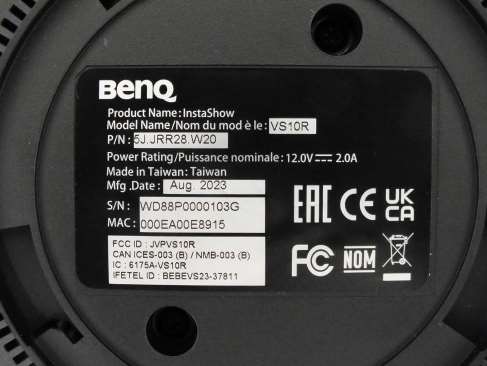 BenQ
Product Name: InstaShow
Model Name/Nom du mod è le: VS10R
P/N: 5J.JRR28.W20
Power Rating/Puissance nominale: 12.0V⎓ 2.0A
Made in Taiwan: Taiwan
Mfg .Date: Aug. 2023
S/N: WD88P0000103G
MAC: 000EA00E8915
FCC ID : JVPVS10R
CAN ICES-003 (B) / NMB-003 (B)
IC : 6175A-VS10R
IFETEL ID : BEBEVS23-37811
EAC CE UK CA
FC NOM